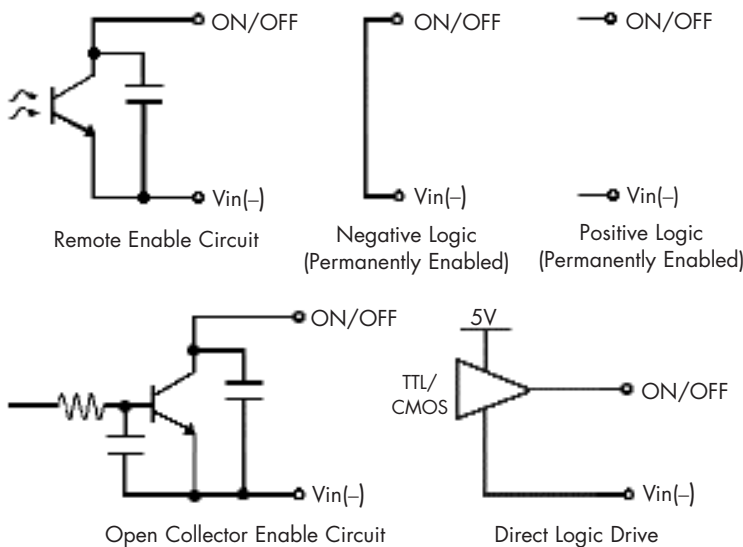 ON/OFF
Vin(–)
Remote Enable Circuit
ON/OFF
Vin(–)
Negative Logic
(Permanently Enabled)
ON/OFF
Vin(–)
Positive Logic
(Permanently Enabled)
ON/OFF
Vin(–)
Open Collector Enable Circuit
5V
TTL/
CMOS
ON/OFF
Vin(–)
Direct Logic Drive